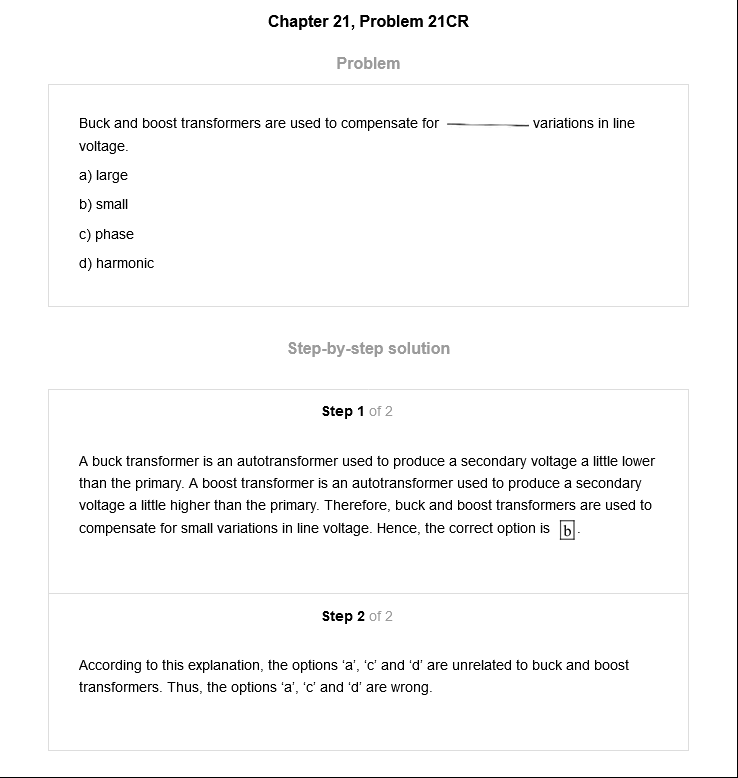 Chapter 21, Problem 21CR
Problem
Buck and boost transformers are used to compensate for ________ variations in line
voltage.
a) large
b) small
c) phase
d) harmonic
Step-by-step solution
Step 1 of 2
A buck transformer is an autotransformer used to produce a secondary voltage a little lower
than the primary. A boost transformer is an autotransformer used to produce a secondary
voltage a little higher than the primary. Therefore, buck and boost transformers are used to
compensate for small variations in line voltage. Hence, the correct option is b.
Step 2 of 2
According to this explanation, the options ‘a’, ‘c’ and ‘d’ are unrelated to buck and boost
transformers. Thus, the options ‘a’, ‘c’ and ‘d’ are wrong.